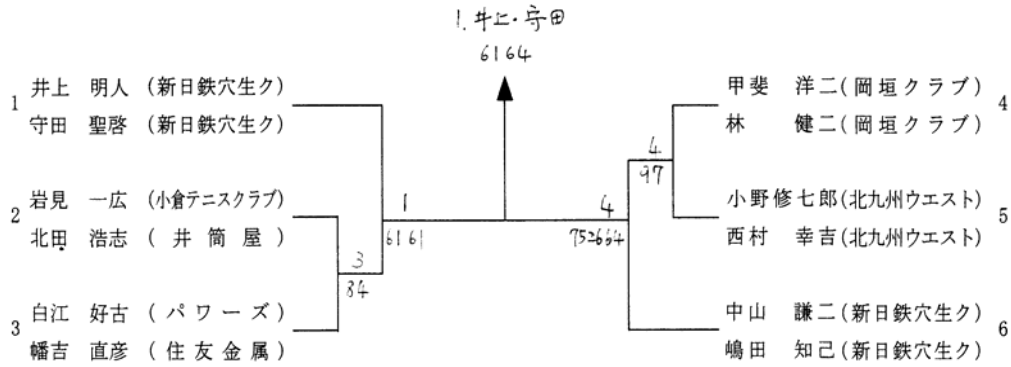 1.井上・守田
6164
1 井上 明人 (新日鉄穴生ク)
守田 聖啓 (新日鉄穴生ク)
2 岩見 一広 (小倉テニスクラブ)
北田 浩志 (井筒屋)
3 白江 好古 (パワーズ)
幡吉 直彦 (住友金属)
3
84
1
6161
4
752664
4
97
甲斐 洋二(岡垣クラブ) 4
林 健二(岡垣クラブ)
小野修七郎(北九州ウエスト) 5
西村 幸吉(北九州ウエスト)
中山 謙二(新日鉄穴生ク) 6
嶋田 知己(新日鉄穴生ク)